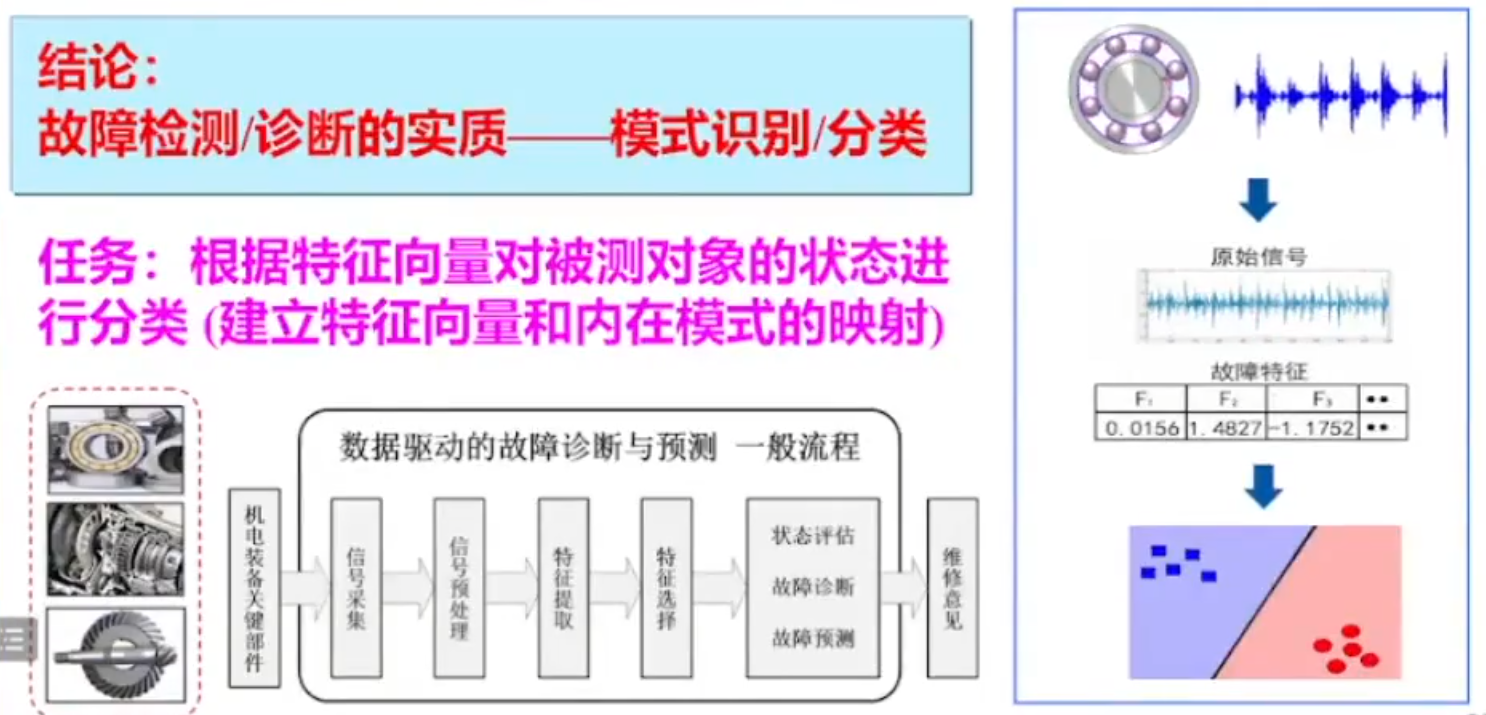 结论：
故障检测/诊断的实质——模式识别/分类
任务：根据特征向量对被测对象的状态进
行分类 (建立特征向量和内在模式的映射)
数据驱动的故障诊断与预测 一般流程
机电装备关键部件
信号采集
信号预处理
特征提取
特征选择
状态评估
故障诊断
故障预测
维修意见
原始信号
故障特征
F₁ F₂ F₃ ••
0.0156 1.4827 -1.1752 ••